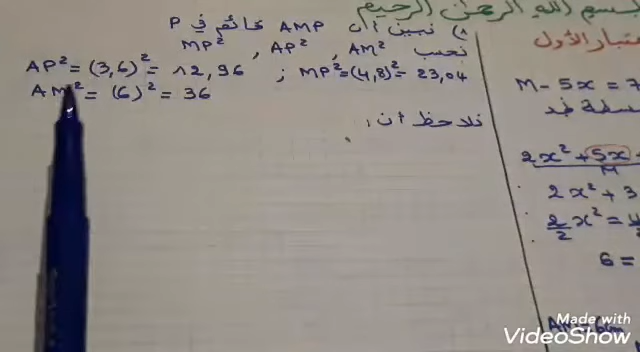 بسم الله الرحمن الرحيم
1) نبين أن AMP قائم في P
نحسب AM² , AP² , MP²
AP² = (3,6)² = 12,96 ; MP² = (4,8)² = 23,04
AM² = (6)² = 36
نلاحظ أن:
الأول
M - 5x = 7
2x² + 5x
M
2x² + 3
2/2 x² =
6 =
Made with
VideoShow